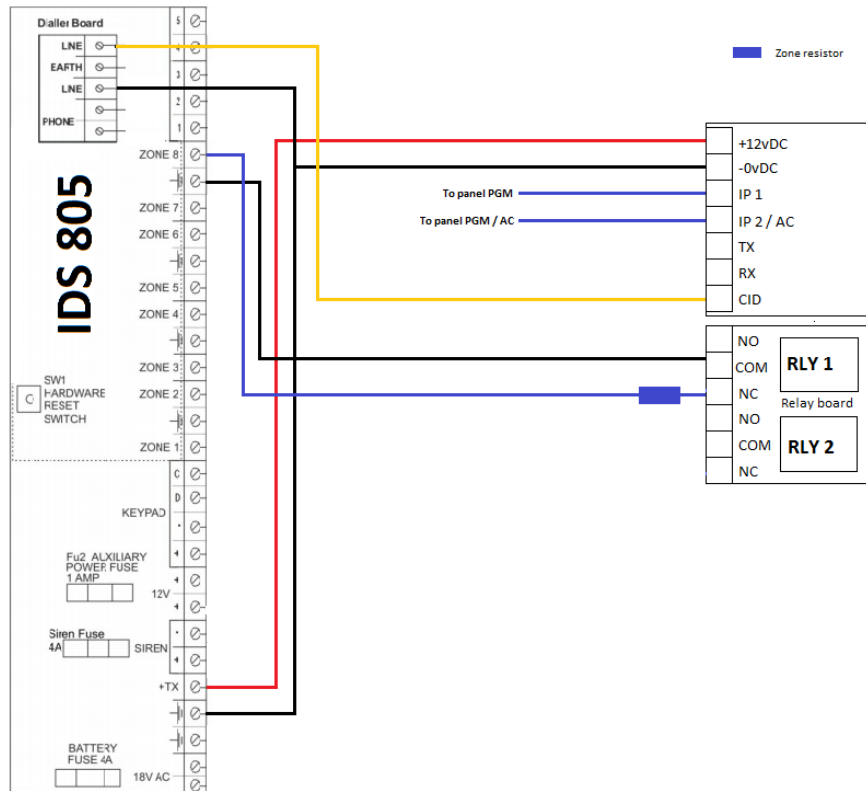 Dialler Board
LINE
EARTH
LINE
PHONE
5
4
3
2
1
ZONE 8
ZONE 7
ZONE 6
ZONE 5
ZONE 4
ZONE 3
ZONE 2
ZONE 1
IDS 805
SW1
HARDWARE
RESET
SWITCH
C
D
KEYPAD
Fu2 AUXILIARY
POWER FUSE
1 AMP
12V
Siren Fuse
4A
SIREN
+TX
BATTERY
FUSE 4A
18V AC
Zone resistor
To panel PGM
To panel PGM / AC
+12vDC
-0vDC
IP 1
IP 2 / AC
TX
RX
CID
NO
COM
NC
NO
COM
NC
RLY 1
Relay board
RLY 2